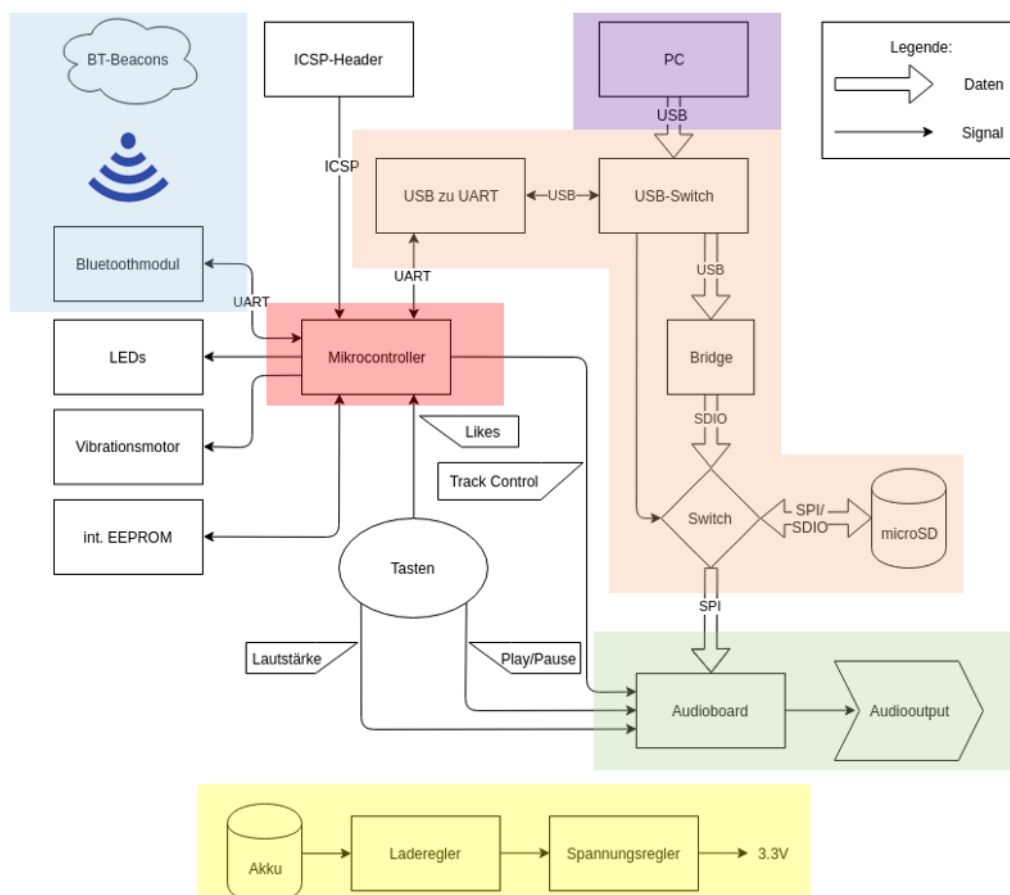 BT-Beacons
ICSP-Header
PC
Legende:
Daten
Signal
USB
ICSP
USB zu UART
USB
USB-Switch
Bluetoothmodul
UART
UART
USB
LEDs
Mikrocontroller
Bridge
Vibrationsmotor
Likes
SDIO
Track Control
int. EEPROM
Switch
SPI/
SDIO
microSD
Tasten
SPI
Lautstärke
Play/Pause
Audioboard
Audiooutput
Akku
Laderegler
Spannungsregler
3.3V